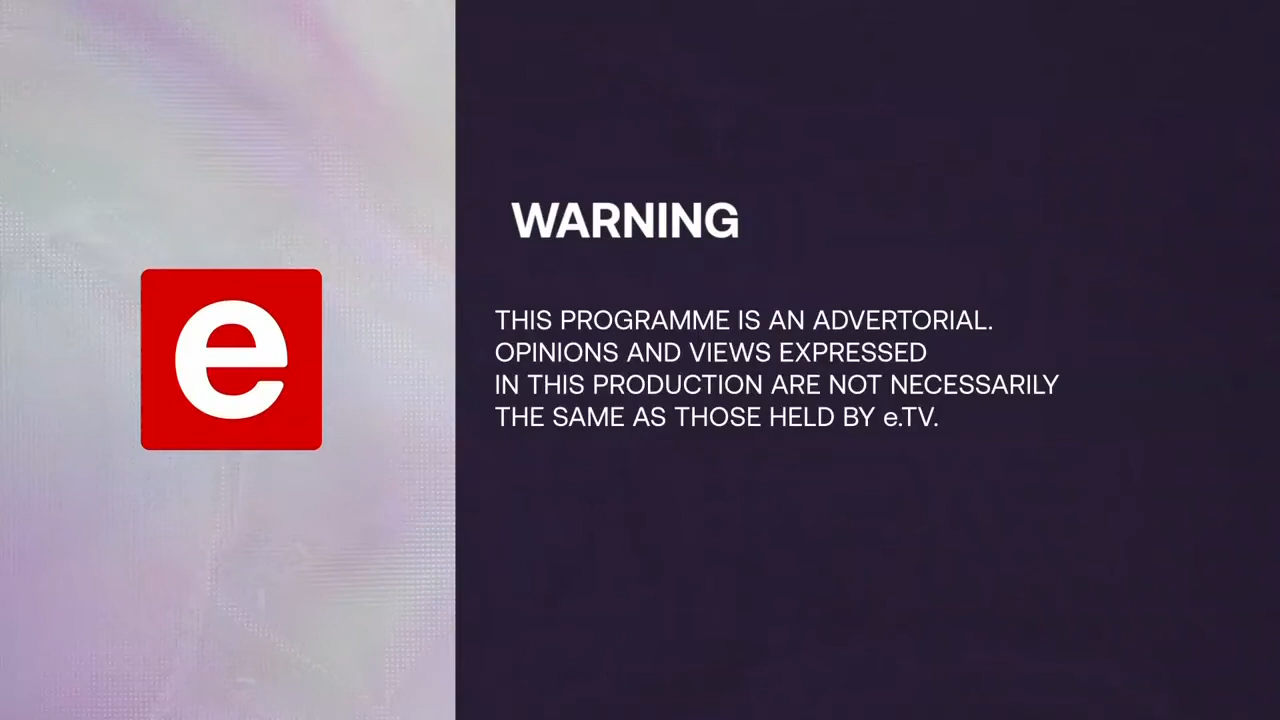 e
WARNING
THIS PROGRAMME IS AN ADVERTORIAL.
OPINIONS AND VIEWS EXPRESSED
IN THIS PRODUCTION ARE NOT NECESSARILY
THE SAME AS THOSE HELD BY e.TV.